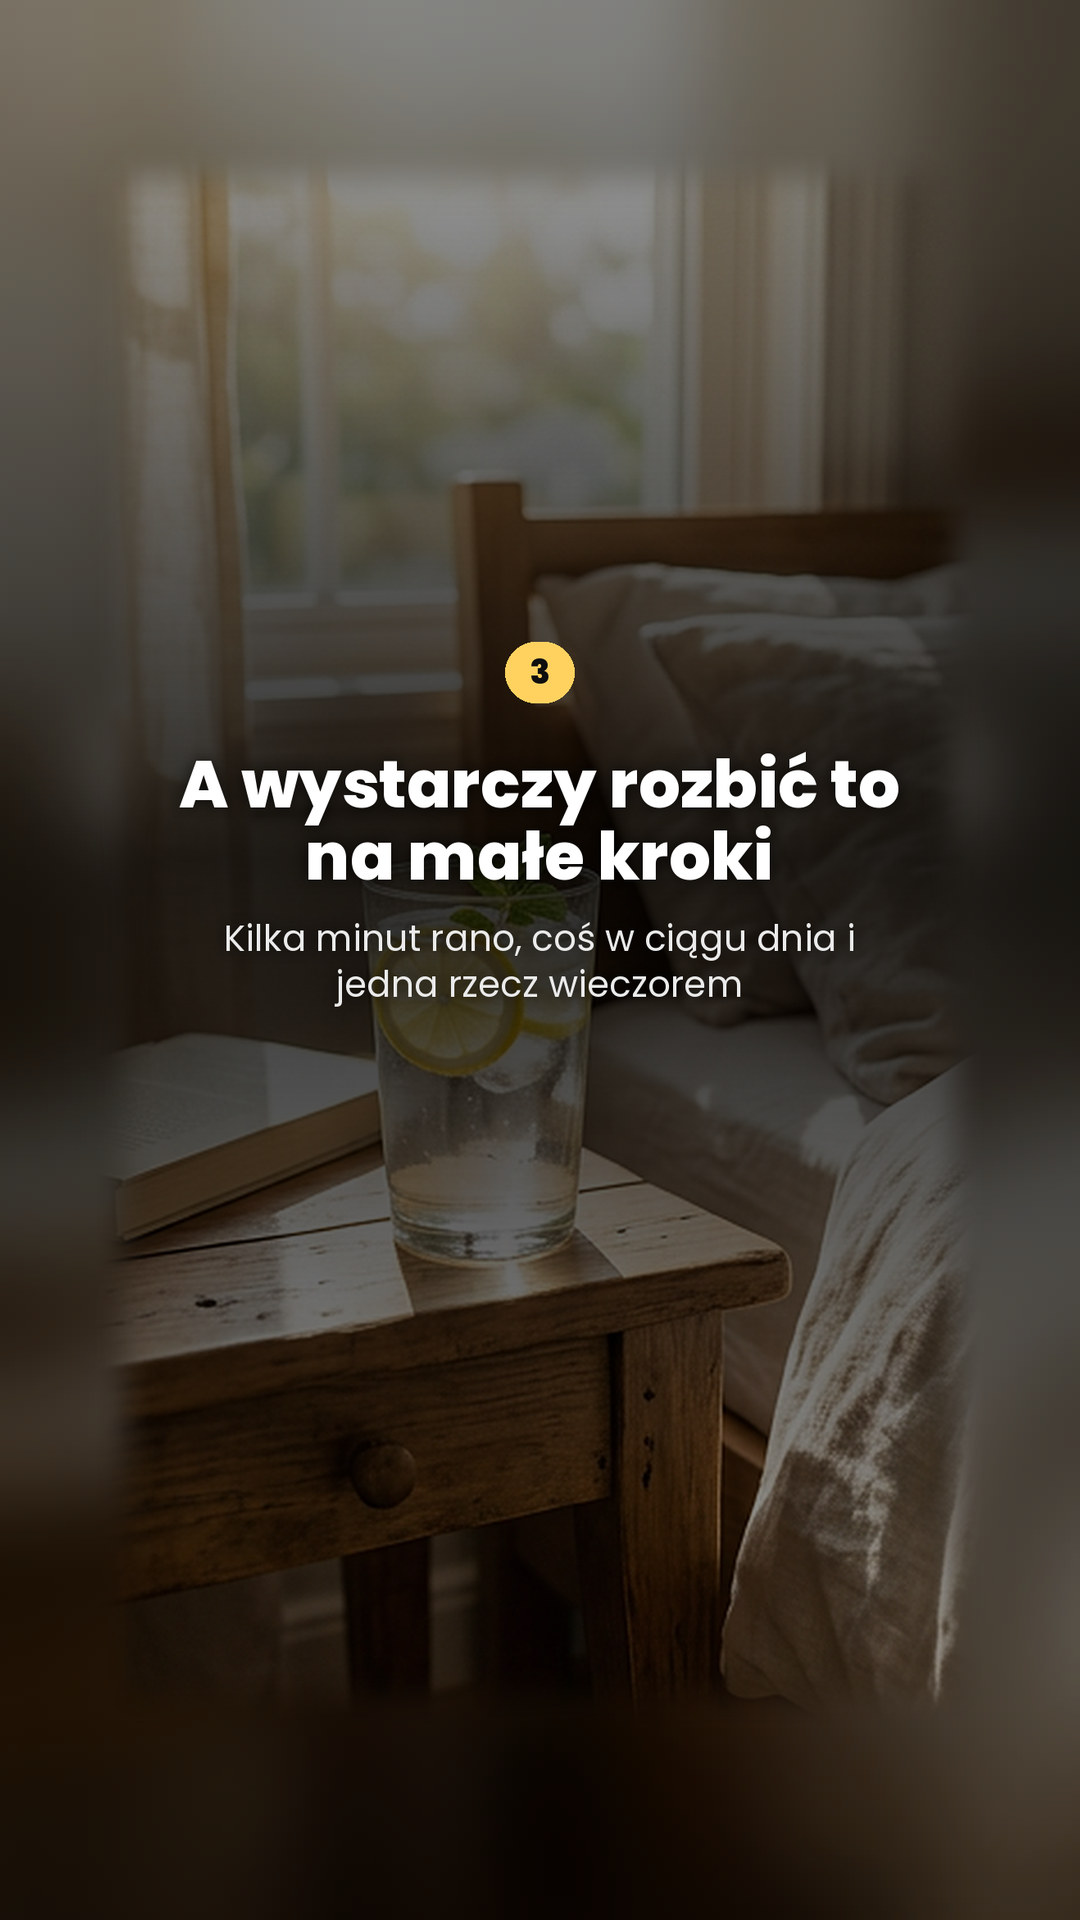 3
A wystarczy rozbić to
na małe kroki
Kilka minut rano, coś w ciągu dnia i
jedna rzecz wieczorem